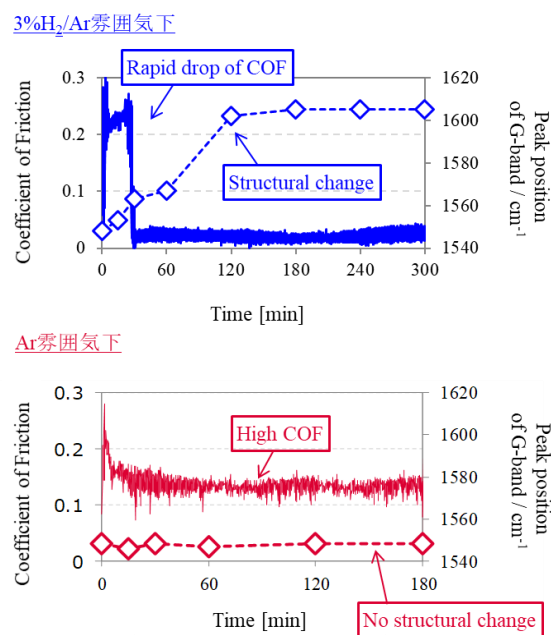 3%H₂/Ar雰囲気下
Rapid drop of COF
Structural change
Coefficient of Friction
0.3
0.2
0.1
0
1620
1600
1580
1560
1540
Peak position
of G-band / cm⁻¹
0 60 120 180 240 300
Time [min]
Ar雰囲気下
High COF
Coefficient of Friction
0.3
0.2
0.1
0
1620
1600
1580
1560
1540
Peak position
of G-band / cm⁻¹
0 60 120 180
Time [min]
No structural change